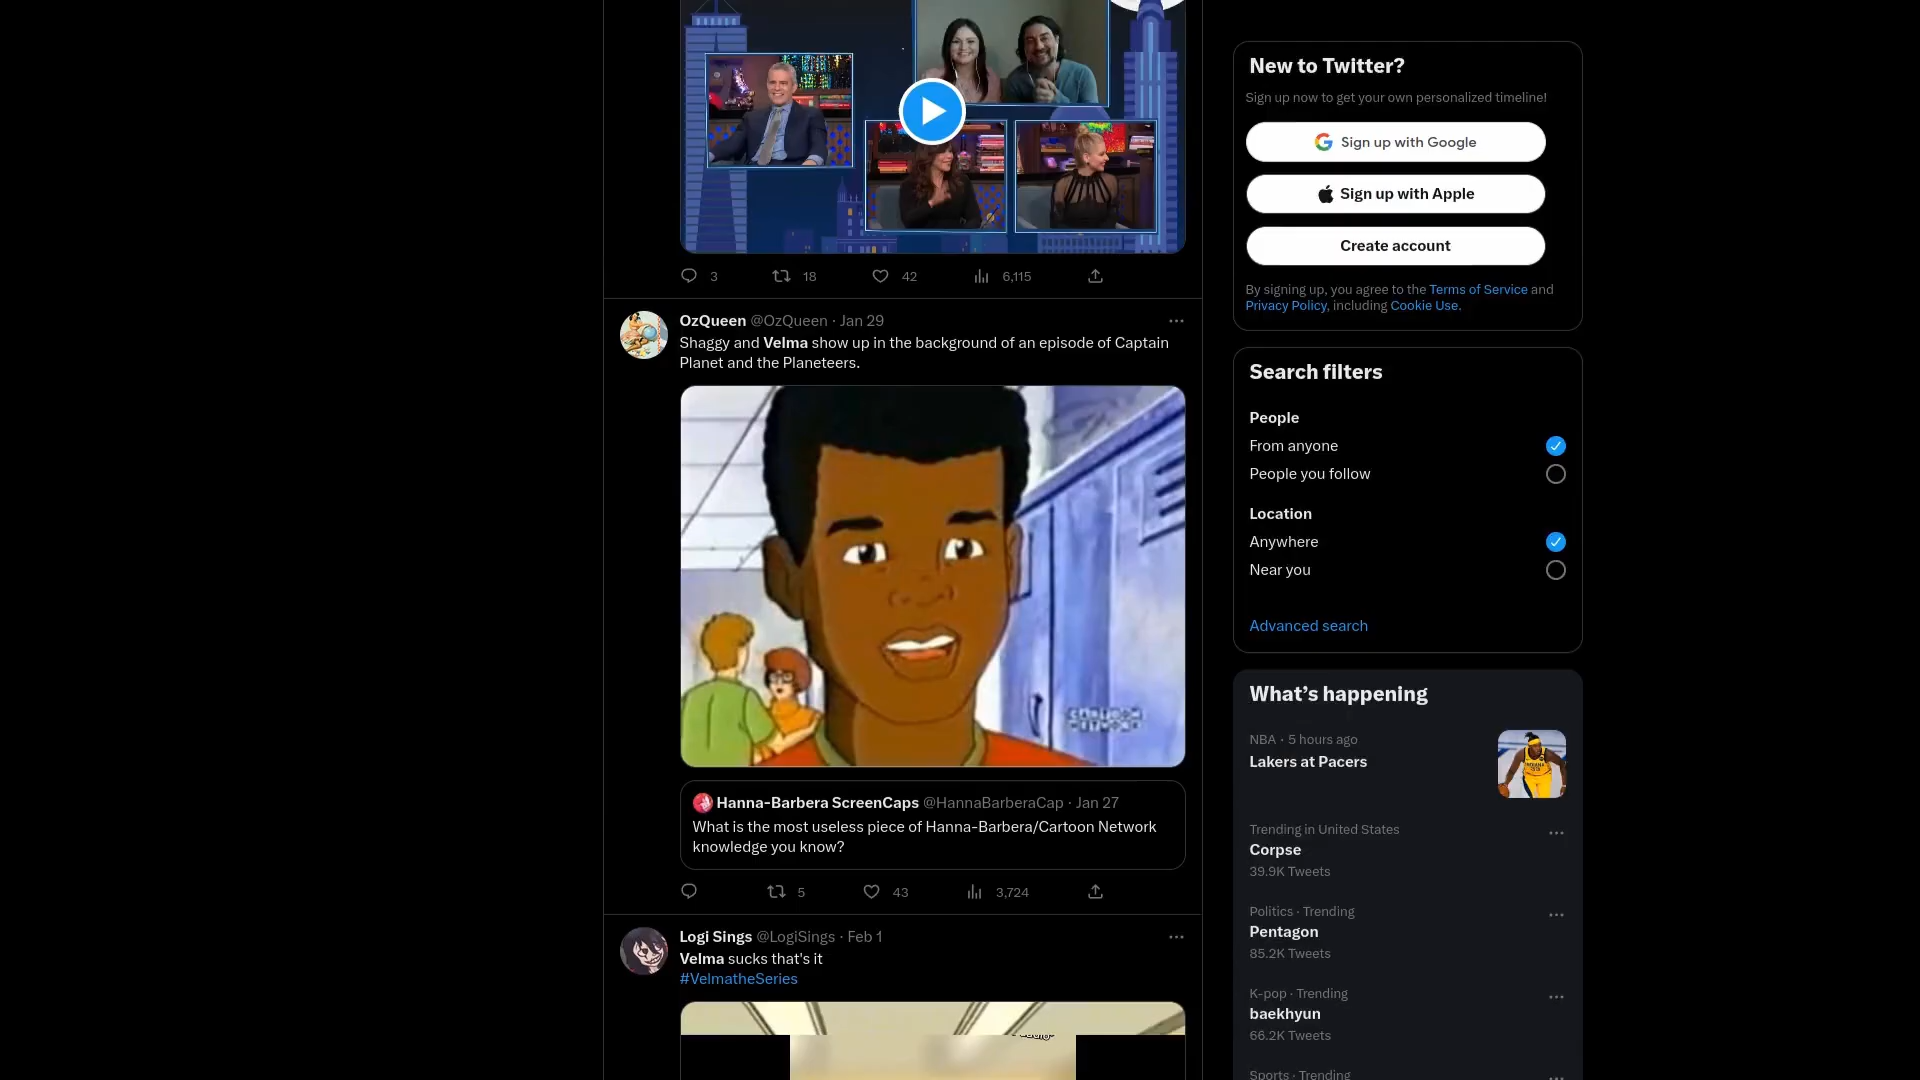 3 18 42 6,115
OzQueen @OzQueen · Jan 29
Shaggy and Velma show up in the background of an episode of Captain
Planet and the Planeteers.
CARTOON
NETWORK
Hanna-Barbera ScreenCaps @HannaBarberaCap · Jan 27
What is the most useless piece of Hanna-Barbera/Cartoon Network
knowledge you know?
5 43 3,724
Logi Sings @LogiSings · Feb 1
Velma sucks that's it
#VelmatheSeries
New to Twitter?
Sign up now to get your own personalized timeline!
Sign up with Google
Sign up with Apple
Create account
By signing up, you agree to the Terms of Service and
Privacy Policy, including Cookie Use.
Search filters
People
From anyone
People you follow
Location
Anywhere
Near you
Advanced search
What’s happening
NBA · 5 hours ago
Lakers at Pacers
Trending in United States
Corpse
39.9K Tweets
Politics · Trending
Pentagon
85.2K Tweets
K-pop · Trending
baekhyun
66.2K Tweets
Sports · Trending